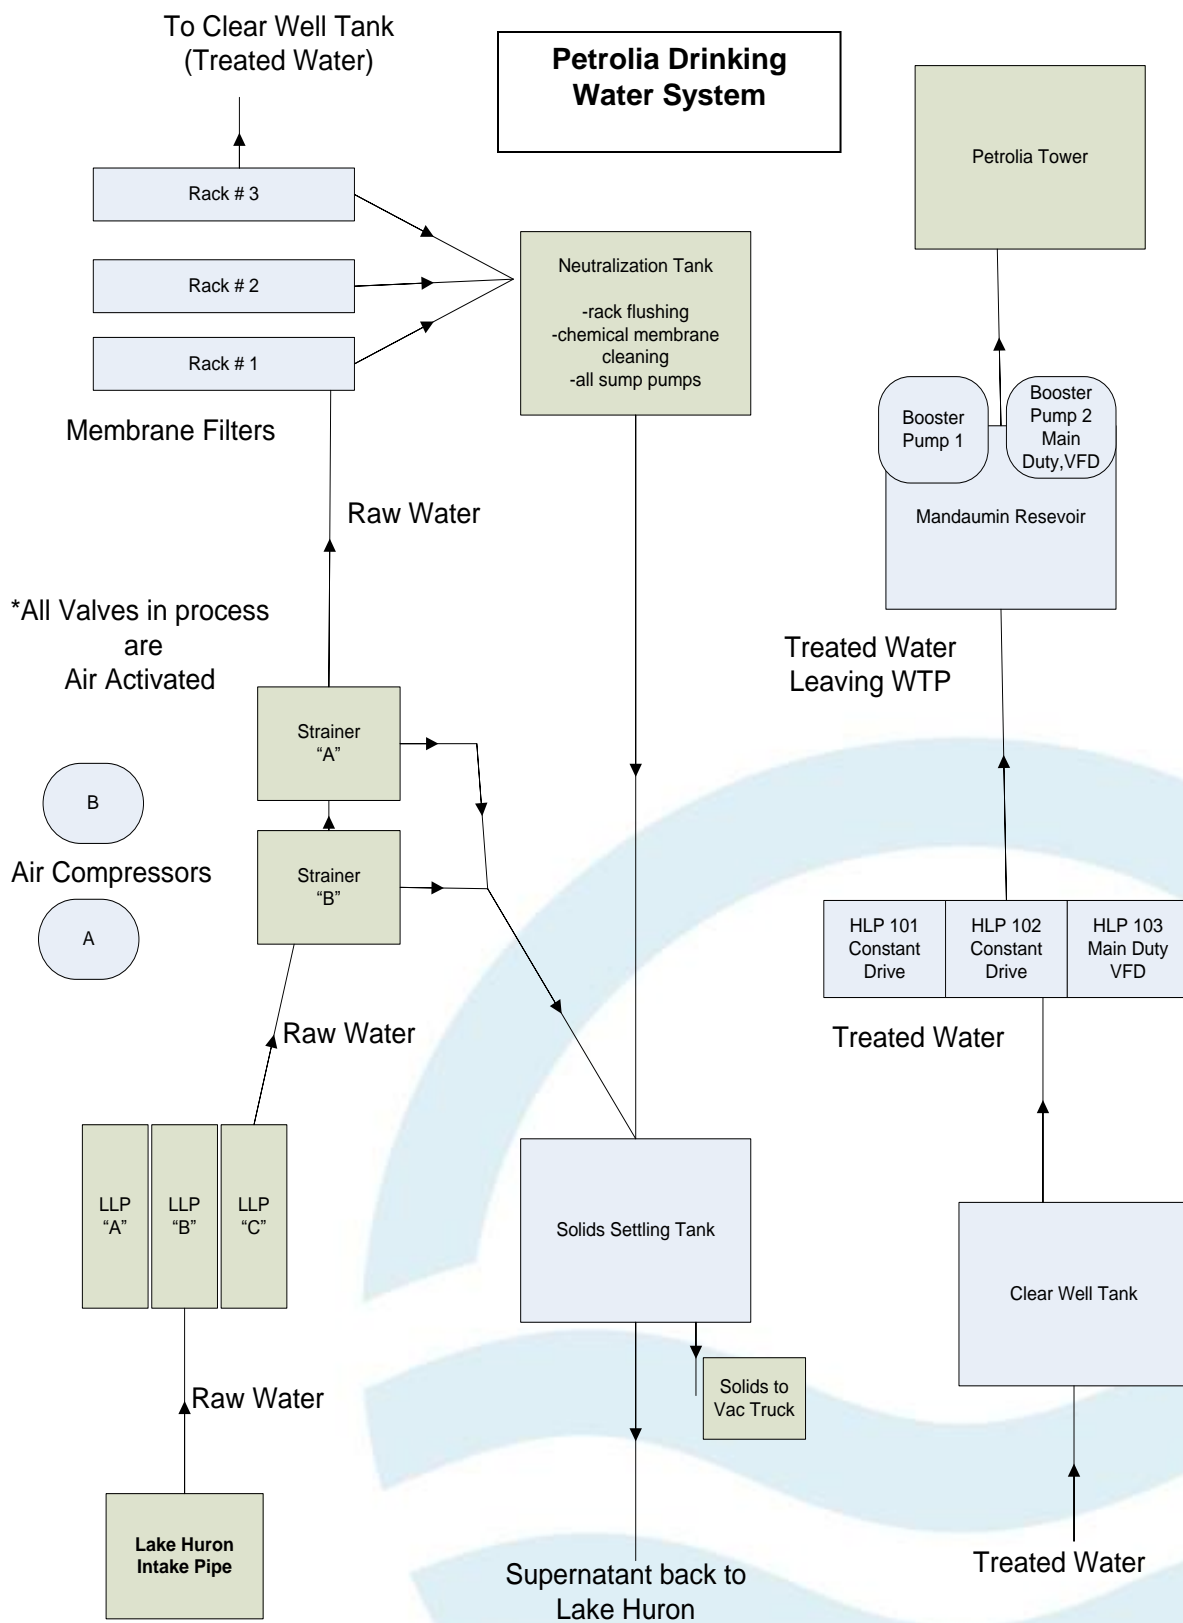 To Clear Well Tank
(Treated Water)
Petrolia Drinking
Water System
Petrolia Tower
Rack # 3
Rack # 2
Rack # 1
Membrane Filters
Neutralization Tank
-rack flushing
-chemical membrane
cleaning
-all sump pumps
Booster
Pump 1
Booster
Pump 2
Main
Duty,VFD
Mandaumin Resevoir
Raw Water
*All Valves in process
are
Air Activated
Treated Water
Leaving WTP
Strainer
“A”
B
Air Compressors
A
Strainer
“B”
HLP 101
Constant
Drive
HLP 102
Constant
Drive
HLP 103
Main Duty
VFD
Raw Water
Treated Water
LLP
“A”
LLP
“B”
LLP
“C”
Solids Settling Tank
Clear Well Tank
Raw Water
Solids to
Vac Truck
Lake Huron
Intake Pipe
Supernatant back to
Lake Huron
Treated Water